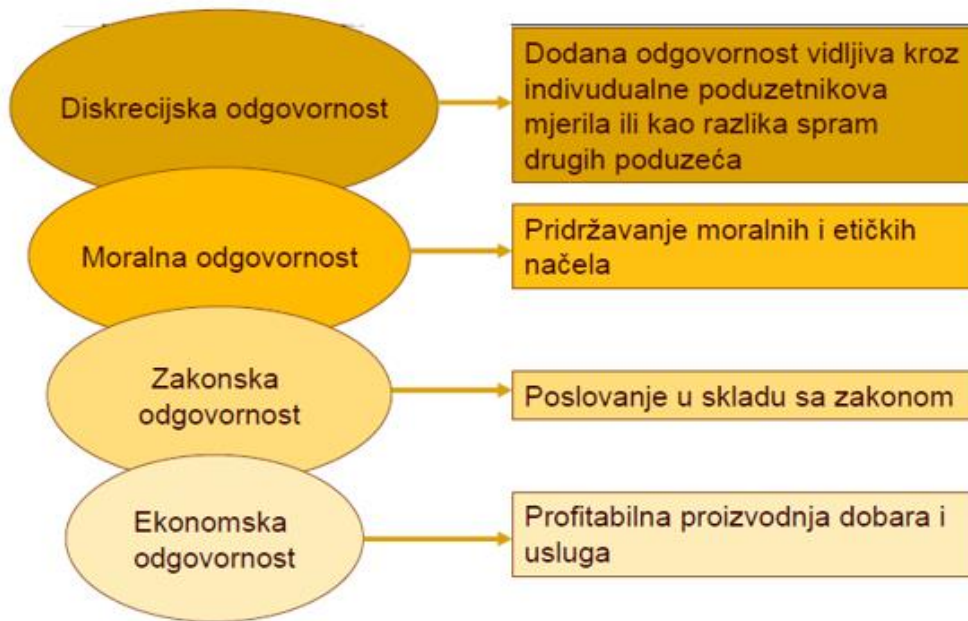 Diskrecijska odgovornost
Dodana odgovornost vidljiva kroz
indivudualne poduzetnikova
mjerila ili kao razlika spram
drugih poduzeća
Moralna odgovornost
Pridržavanje moralnih i etičkih
načela
Zakonska
odgovornost
Poslovanje u skladu sa zakonom
Ekonomska
odgovornost
Profitabilna proizvodnja dobara i
usluga